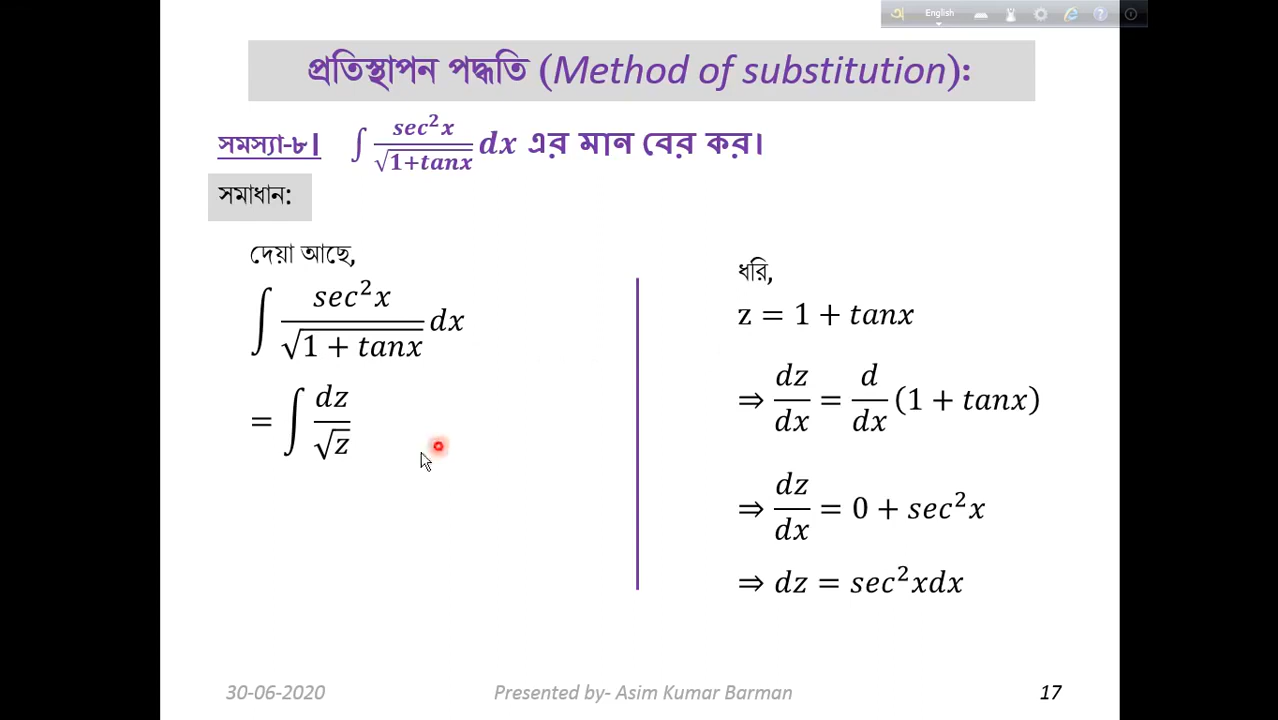 English
প্রতিস্থাপন পদ্ধতি (Method of substitution):
সমস্যা-৮। ∫ sec²x/√(1+tanx) dx এর মান বের কর।
সমাধান:
দেয়া আছে,
∫ sec²x/√(1 + tanx) dx
= ∫ dz/√z
ধরি,
z = 1 + tanx
⇒ dz/dx = d/dx (1 + tanx)
⇒ dz/dx = 0 + sec²x
⇒ dz = sec²xdx
30-06-2020 Presented by- Asim Kumar Barman 17